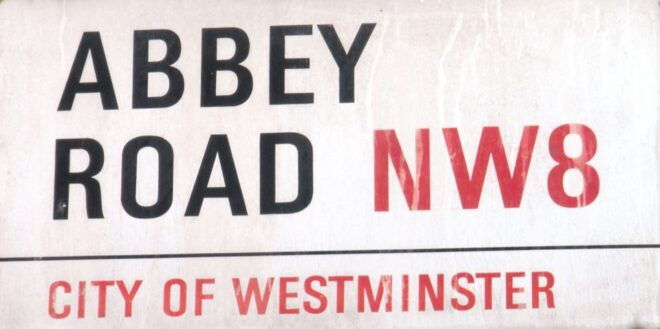 ABBEY
ROAD NW8
CITY OF WESTMINSTER